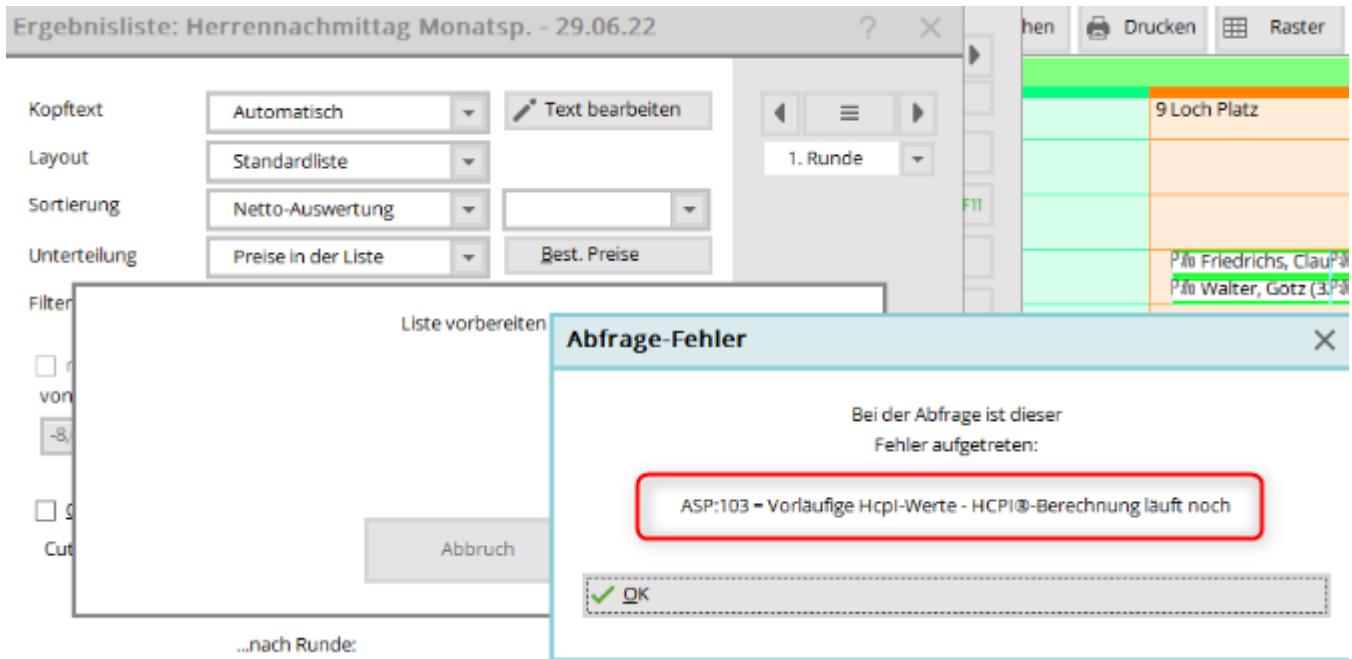 Ergebnisliste: Herrennachmittag Monatsp. - 29.06.22
hen Drucken Raster
Kopftext Automatisch Text bearbeiten
9 Loch Platz
Layout Standardliste 1. Runde
Sortierung Netto-Auswertung
F11
Unterteilung Preise in der Liste Best. Preise
Friedrichs, Clau
Walter, Götz (3
Filter
Liste vorbereiten
Abfrage-Fehler
von
-8,
Bei der Abfrage ist dieser
Fehler aufgetreten:
ASP:103 - Vorläufige HcpI-Werte - HCPI®-Berechnung läuft noch
Cut
Abbruch
OK
...nach Runde: